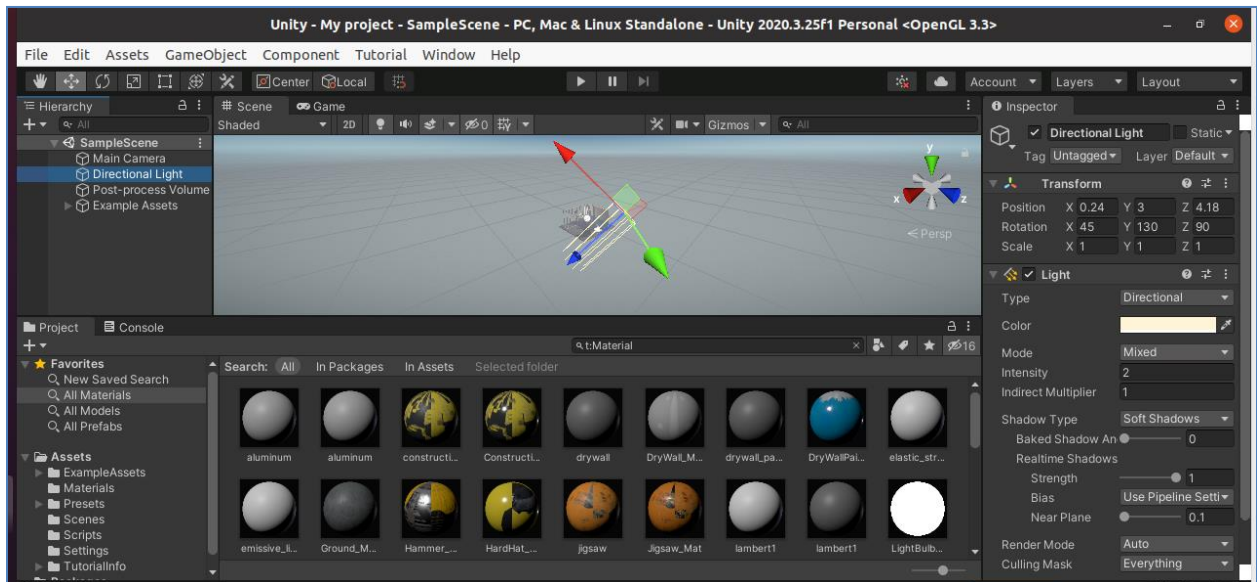 Unity - My project - SampleScene - PC, Mac & Linux Standalone - Unity 2020.3.25f1 Personal <OpenGL 3.3>
File Edit Assets GameObject Component Tutorial Window Help
Center Local Account Layers Layout
Hierarchy
All
SampleScene
Main Camera
Directional Light
Post-process Volume
Example Assets
Scene Game
Shaded 2D 0 Gizmos All
y
x z
Persp
Inspector
Directional Light Static
Tag Untagged Layer Default
Transform
Position X 0.24 Y 3 Z 4.18
Rotation X 45 Y 130 Z 90
Scale X 1 Y 1 Z 1
Light
Type Directional
Color
Mode Mixed
Intensity 2
Indirect Multiplier 1
Shadow Type Soft Shadows
Baked Shadow An 0
Realtime Shadows
Strength 1
Bias Use Pipeline Setti
Near Plane 0.1
Render Mode Auto
Culling Mask Everything
Project Console
t:Material 16
Favorites
New Saved Search
All Materials
All Models
All Prefabs
Assets
ExampleAssets
Materials
Presets
Scenes
Scripts
Settings
TutorialInfo
Search: All In Packages In Assets Selected folder
aluminum aluminum constructi... Constructi... drywall DryWall_M... drywall_pa... DryWallPai... elastic_str...
emissive_li... Ground_M... Hammer_... HardHat_... jigsaw Jigsaw_Mat lambert1 lambert1 LightBulb...